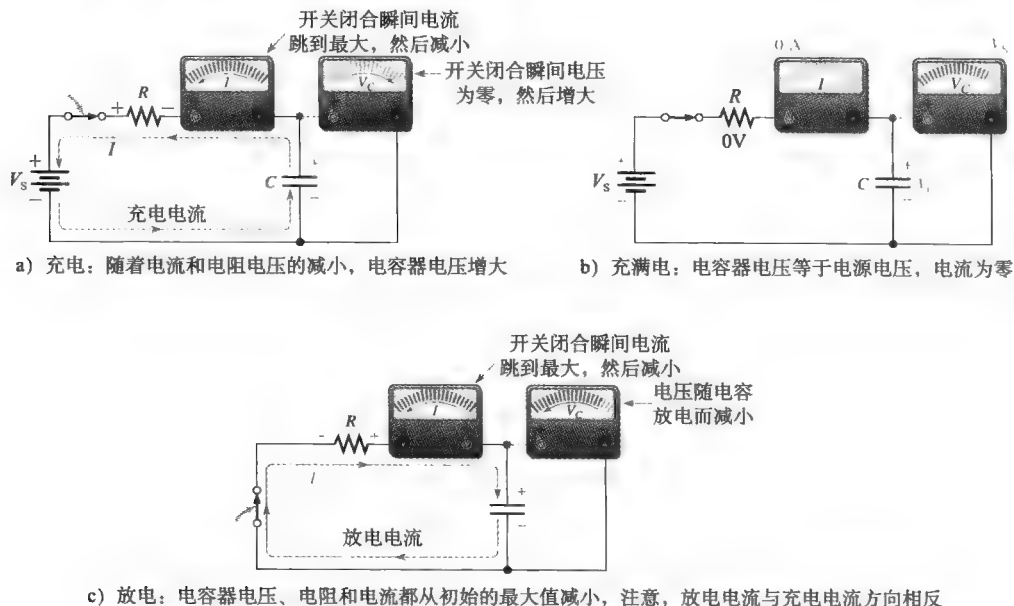 开关闭合瞬间电流
跳到最大，然后减小
I
V_C
开关闭合瞬间电压
为零，然后增大
+ R −
I
+
V_S
−
C
+
−
充电电流
a）充电：随着电流和电阻电压的减小，电容器电压增大
0 A
I
V_C
R
0V
+
V_S
−
C
+
−
b）充满电：电容器电压等于电源电压，电流为零
开关闭合瞬间电流
跳到最大，然后减小
I
V_C
电压随电容
放电而减小
- R +
I
+
−
放电电流
c）放电：电容器电压、电阻和电流都从初始的最大值减小，注意，放电电流与充电电流方向相反